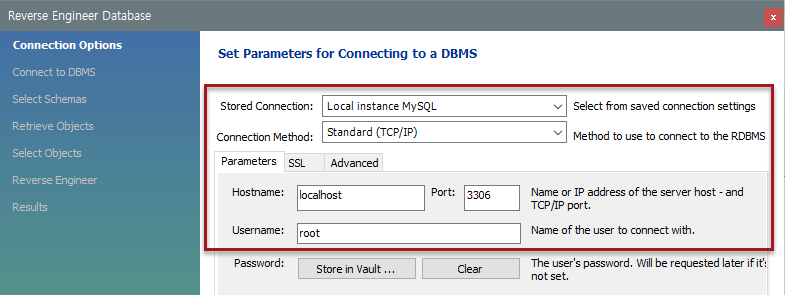 Reverse Engineer Database
x
Connection Options
Connect to DBMS
Select Schemas
Retrieve Objects
Select Objects
Reverse Engineer
Results
Set Parameters for Connecting to a DBMS
Stored Connection: Local instance MySQL Select from saved connection settings
Connection Method: Standard (TCP/IP) Method to use to connect to the RDBMS
Parameters SSL Advanced
Hostname: localhost Port: 3306 Name or IP address of the server host - and
TCP/IP port.
Username: root Name of the user to connect with.
Password: Store in Vault ... Clear The user's password. Will be requested later if it's
not set.